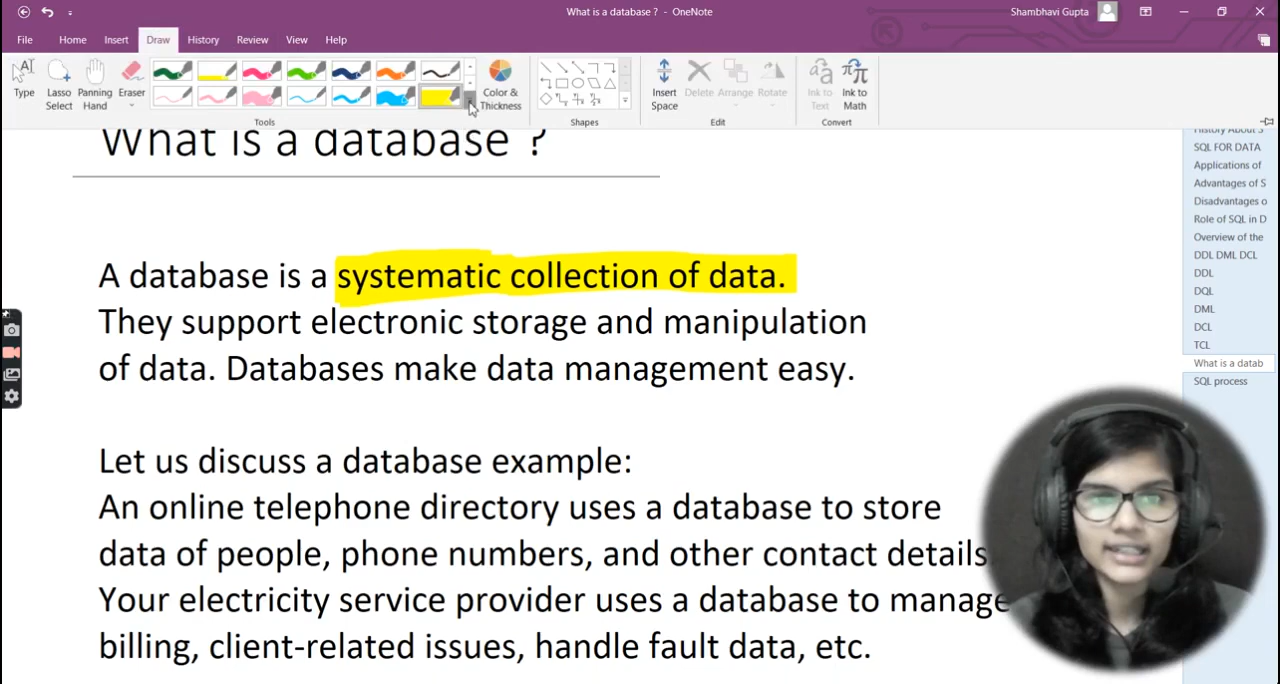 What is a database ? - OneNote
Shambhavi Gupta
File Home Insert Draw History Review View Help
Type
Lasso Select
Panning Hand
Eraser
Color & Thickness
Insert Space
Delete
Arrange
Rotate
Ink to Text
Ink to Math
Tools
Shapes
Edit
Convert
What is a database ?
A database is a systematic collection of data.
They support electronic storage and manipulation
of data. Databases make data management easy.
Let us discuss a database example:
An online telephone directory uses a database to store
data of people, phone numbers, and other contact details
Your electricity service provider uses a database to manage
billing, client-related issues, handle fault data, etc.
History About S
SQL FOR DATA
Applications of
Advantages of S
Disadvantages o
Role of SQL in D
Overview of the
DDL DML DCL
DDL
DQL
DML
DCL
TCL
What is a datab
SQL process